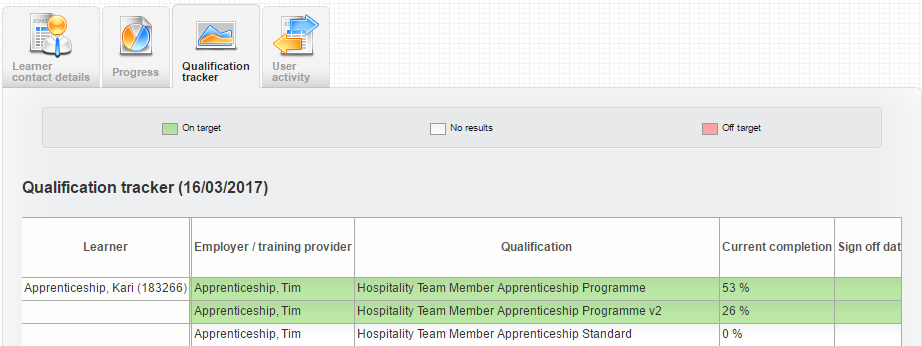 Learner
contact details
Progress
Qualification
tracker
User
activity
On target
No results
Off target
Qualification tracker (16/03/2017)
Learner Employer / training provider Qualification Current completion Sign off dat
Apprenticeship, Kari (183266) Apprenticeship, Tim Hospitality Team Member Apprenticeship Programme 53 %
Apprenticeship, Tim Hospitality Team Member Apprenticeship Programme v2 26 %
Apprenticeship, Tim Hospitality Team Member Apprenticeship Standard 0 %